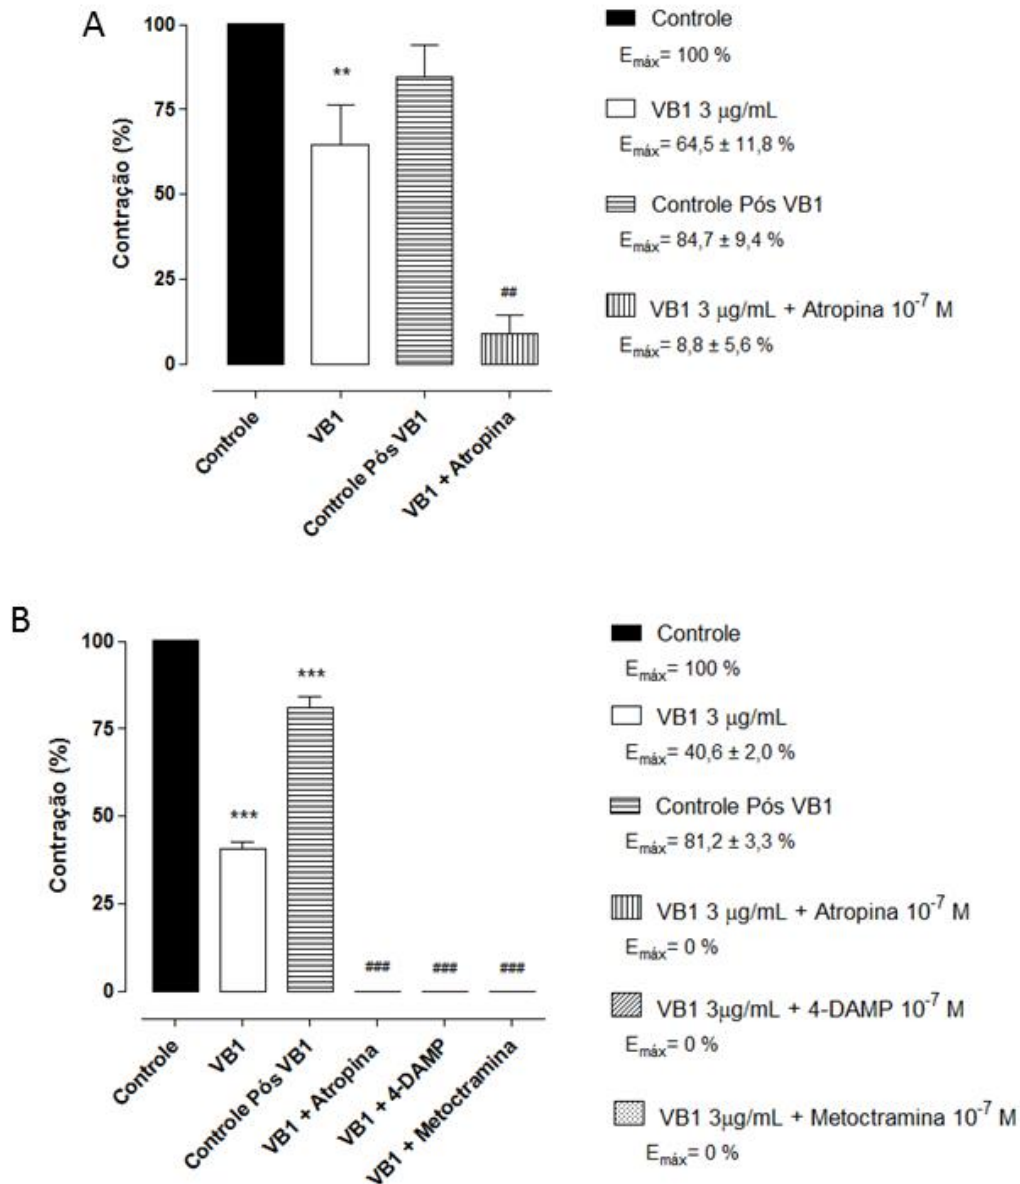 A
Contração (%)
100
75
50
25
0
**
##
Controle
VB1
Controle Pós VB1
VB1 + Atropina
Controle
Emáx= 100 %
VB1 3 μg/mL
Emáx= 64,5 ± 11,8 %
Controle Pós VB1
Emáx= 84,7 ± 9,4 %
VB1 3 μg/mL + Atropina 10⁻⁷ M
Emáx= 8,8 ± 5,6 %
B
Contração (%)
100
75
50
25
0
***
***
###
###
###
Controle
VB1
Controle Pós VB1
VB1 + Atropina
VB1 + 4-DAMP
VB1 + Metoctramina
Controle
Emáx= 100 %
VB1 3 μg/mL
Emáx= 40,6 ± 2,0 %
Controle Pós VB1
Emáx= 81,2 ± 3,3 %
VB1 3 μg/mL + Atropina 10⁻⁷ M
Emáx= 0 %
VB1 3μg/mL + 4-DAMP 10⁻⁷ M
Emáx= 0 %
VB1 3μg/mL + Metoctramina 10⁻⁷ M
Emáx= 0 %